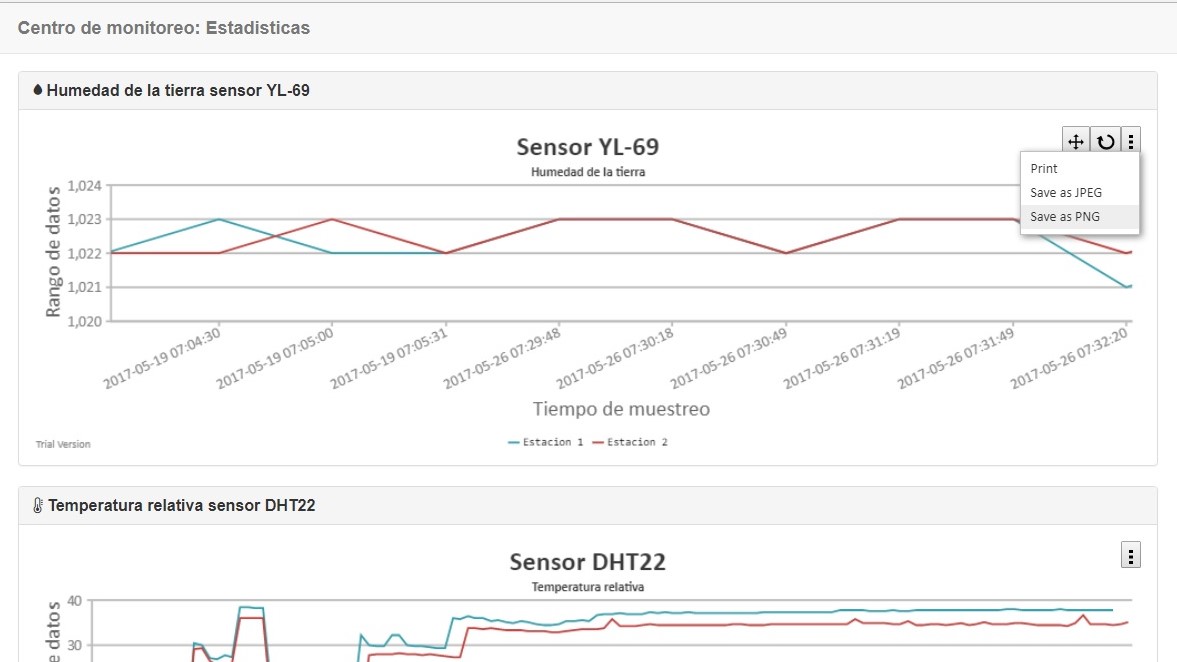 Centro de monitoreo: Estadisticas
Humedad de la tierra sensor YL-69
Sensor YL-69
Humedad de la tierra
Print
Save as JPEG
Save as PNG
Rango de datos
1,024
1,023
1,022
1,021
1,020
2017-05-19 07:04:30
2017-05-19 07:05:00
2017-05-19 07:05:31
2017-05-26 07:29:48
2017-05-26 07:30:18
2017-05-26 07:30:49
2017-05-26 07:31:19
2017-05-26 07:31:49
2017-05-26 07:32:20
Tiempo de muestreo
Trial Version
Estacion 1
Estacion 2
Temperatura relativa sensor DHT22
Sensor DHT22
Temperatura relativa
e datos
40
30